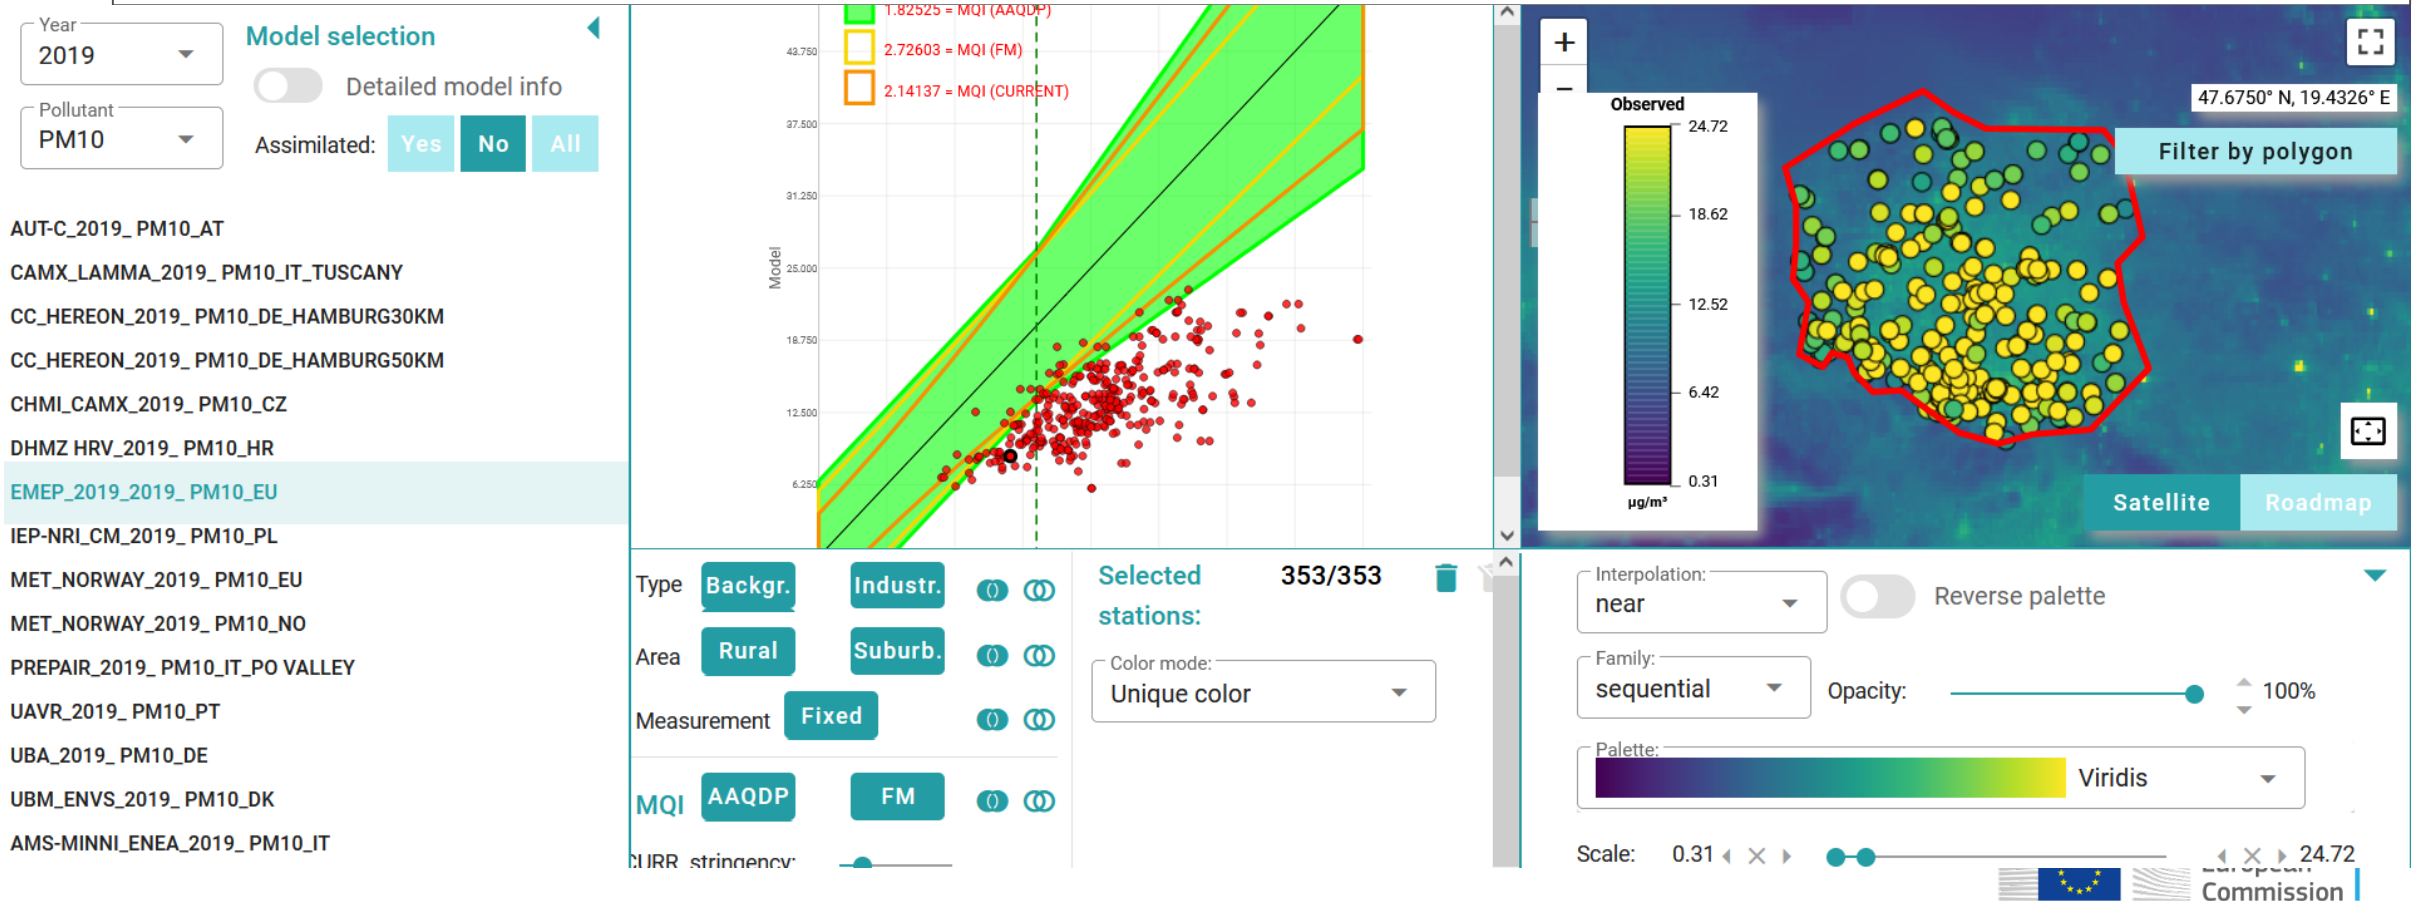 Year
2019
Model selection
Detailed model info
Pollutant
PM10
Assimilated:
Yes
No
All
AUT-C_2019_ PM10_AT
CAMX_LAMMA_2019_ PM10_IT_TUSCANY
CC_HEREON_2019_ PM10_DE_HAMBURG30KM
CC_HEREON_2019_ PM10_DE_HAMBURG50KM
CHMI_CAMX_2019_ PM10_CZ
DHMZ HRV_2019_ PM10_HR
EMEP_2019_2019_ PM10_EU
IEP-NRI_CM_2019_ PM10_PL
MET_NORWAY_2019_ PM10_EU
MET_NORWAY_2019_ PM10_NO
PREPAIR_2019_ PM10_IT_PO VALLEY
UAVR_2019_ PM10_PT
UBA_2019_ PM10_DE
UBM_ENVS_2019_ PM10_DK
AMS-MINNI_ENEA_2019_ PM10_IT
1.82525 = MQI (AAQDP)
2.72603 = MQI (FM)
2.14137 = MQI (CURRENT)
43.750
37.500
31.250
25.000
18.750
12.500
6.250
Model
+
−
Observed
24.72
18.62
12.52
6.42
0.31
µg/m³
47.6750° N, 19.4326° E
Filter by polygon
Satellite
Roadmap
Type
Backgr.
Industr.
Area
Rural
Suburb.
Measurement
Fixed
MQI
AAQDP
FM
CURR. stringency:
Selected
stations:
353/353
Color mode:
Unique color
Interpolation:
near
Reverse palette
Family:
sequential
Opacity:
100%
Palette:
Viridis
Scale:
0.31
24.72
European
Commission